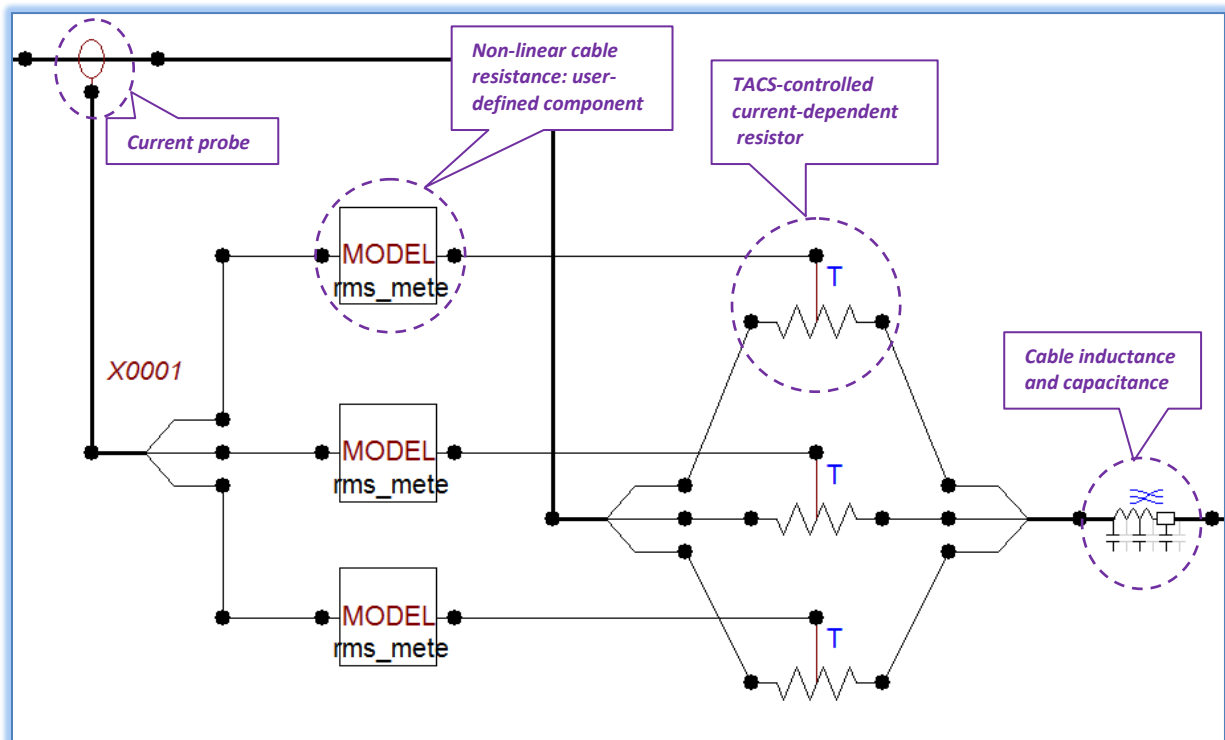 Non-linear cable
resistance: user-
defined component
TACS-controlled
current-dependent
resistor
Current probe
MODEL
rms_mete
T
X0001
Cable inductance
and capacitance
MODEL
rms_mete
T
MODEL
rms_mete
T